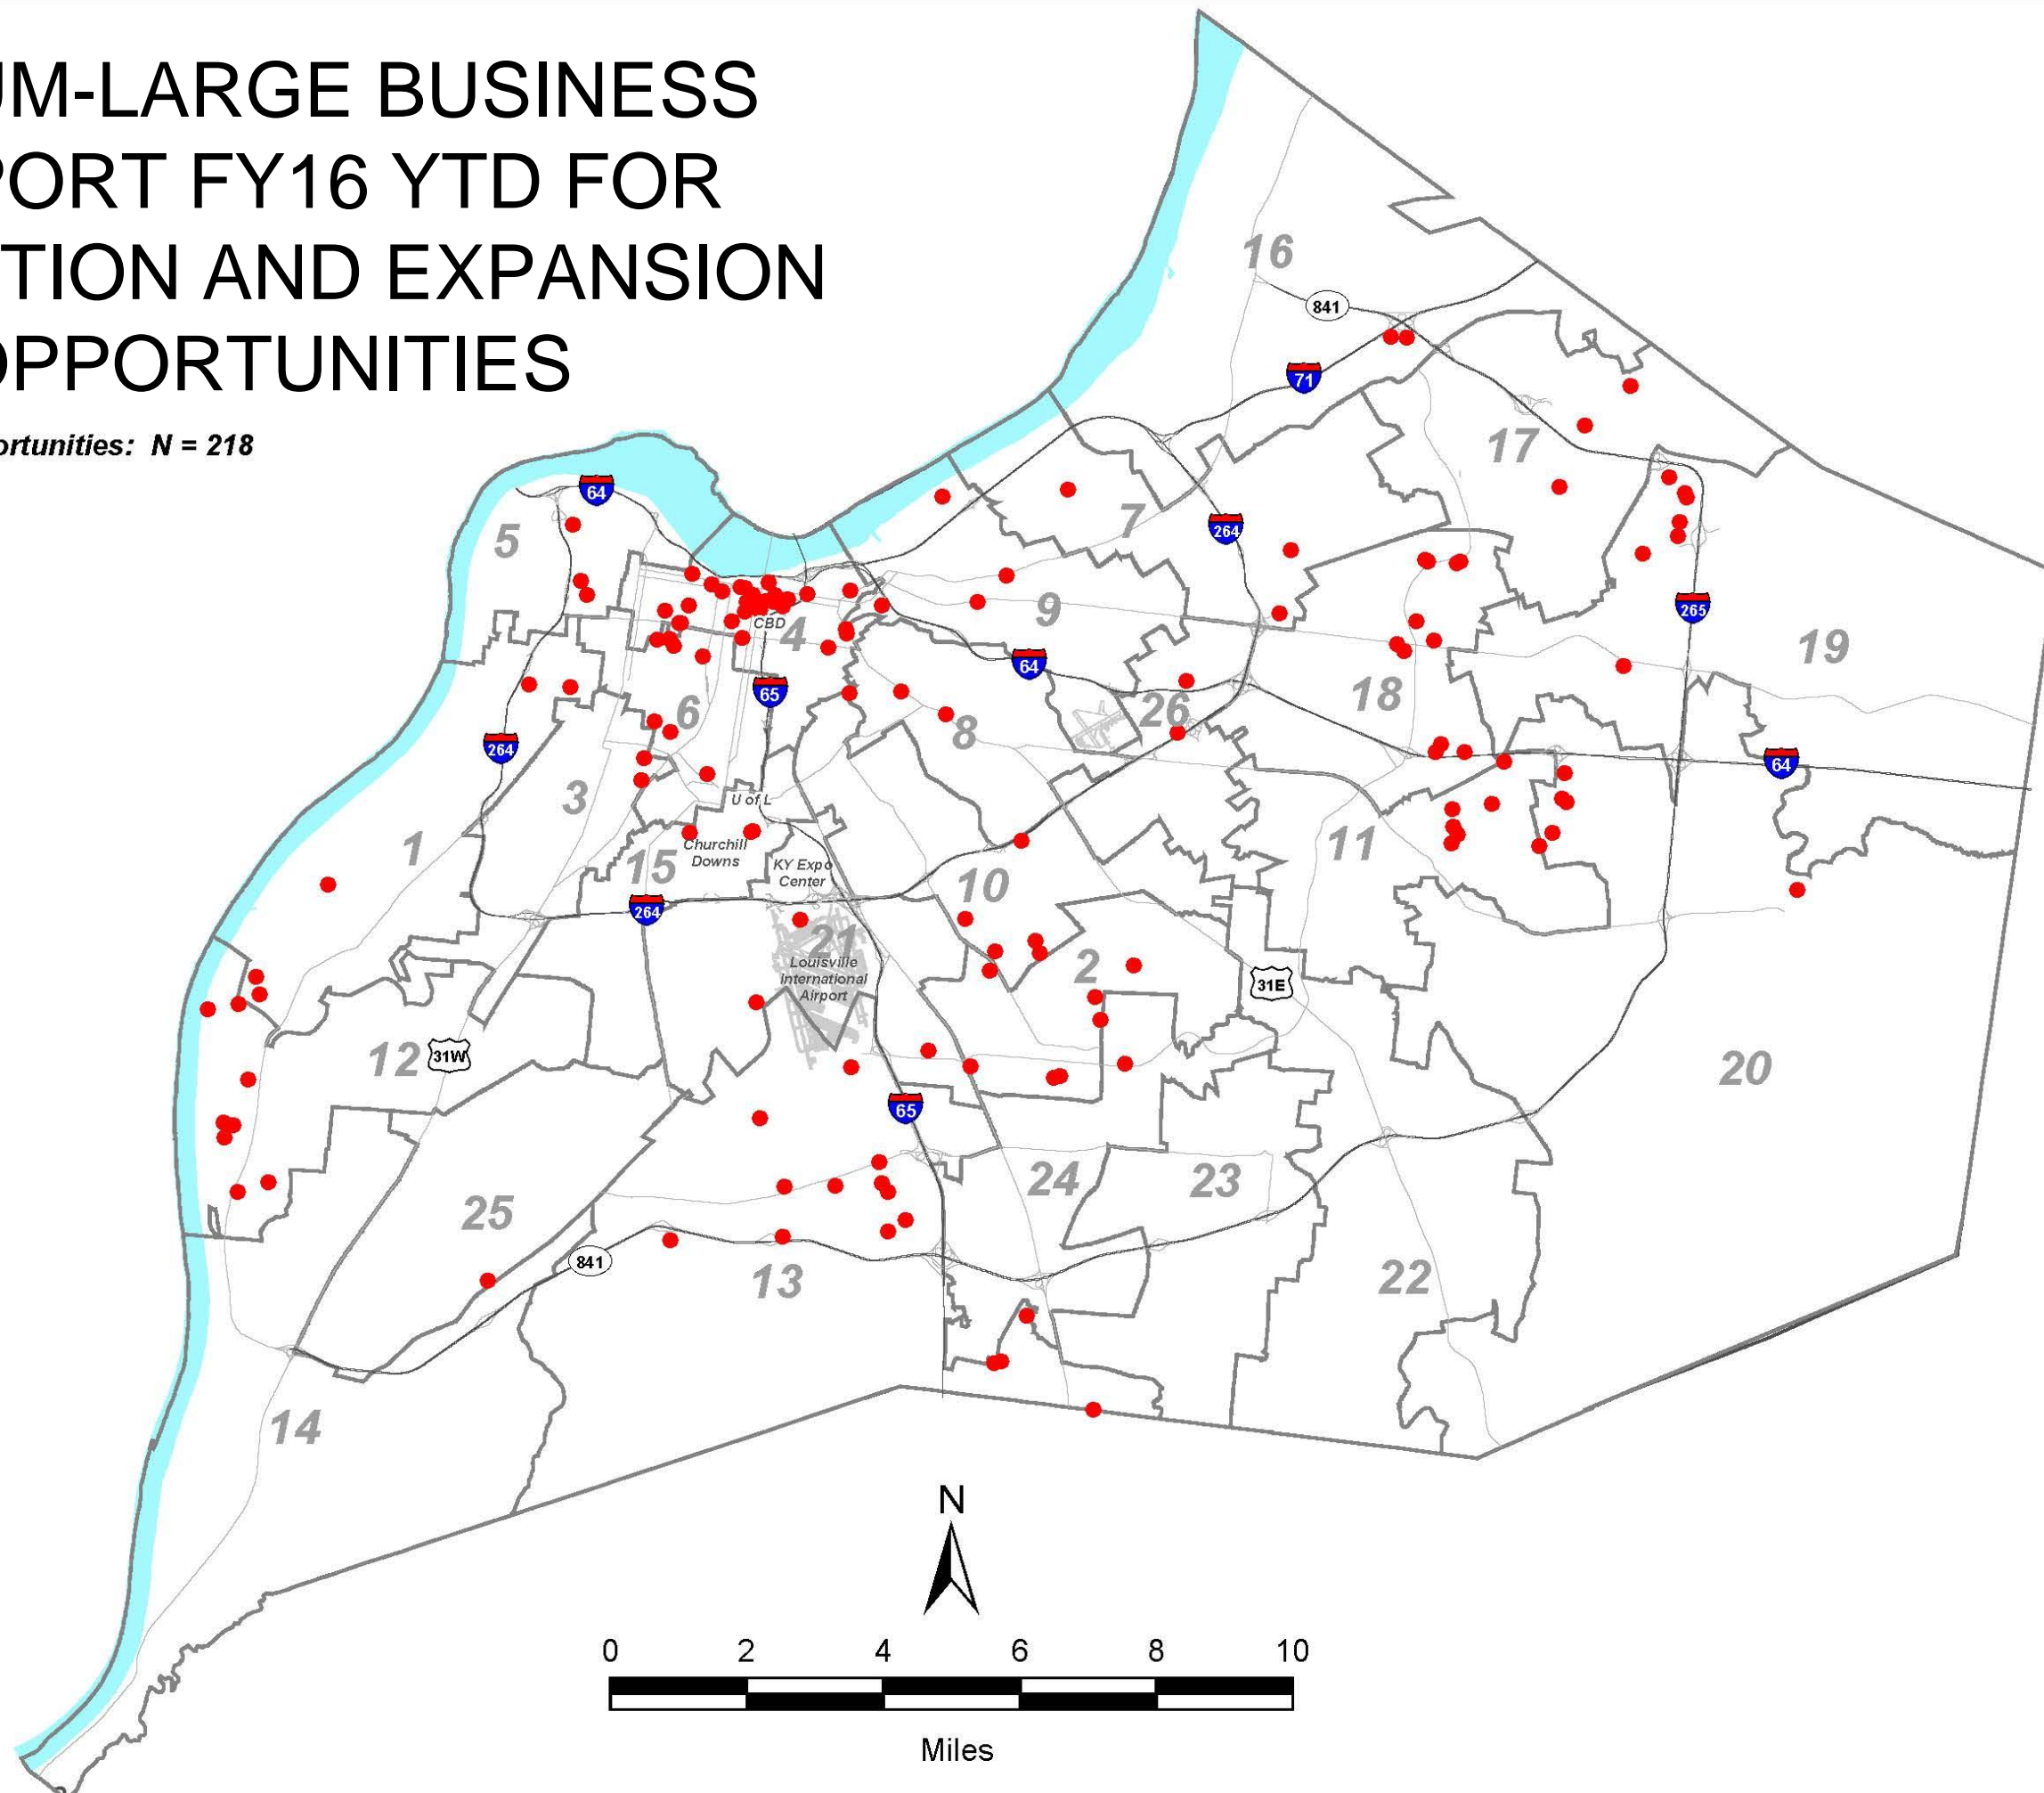 UM-LARGE BUSINESS
PORT FY16 YTD FOR
TION AND EXPANSION
OPPORTUNITIES
ortunities: N = 218
16
841
71
17
64
5
7
264
265
9
CBD
4
19
64
18
65
6
26
8
264
64
3
U of L
1
11
Churchill
Downs
15
KY Expo
Center
10
264
21
Louisville
International
Airport
2
31E
12
31W
20
65
24
23
25
841
13
22
14
N
0 2 4 6 8 10
Miles